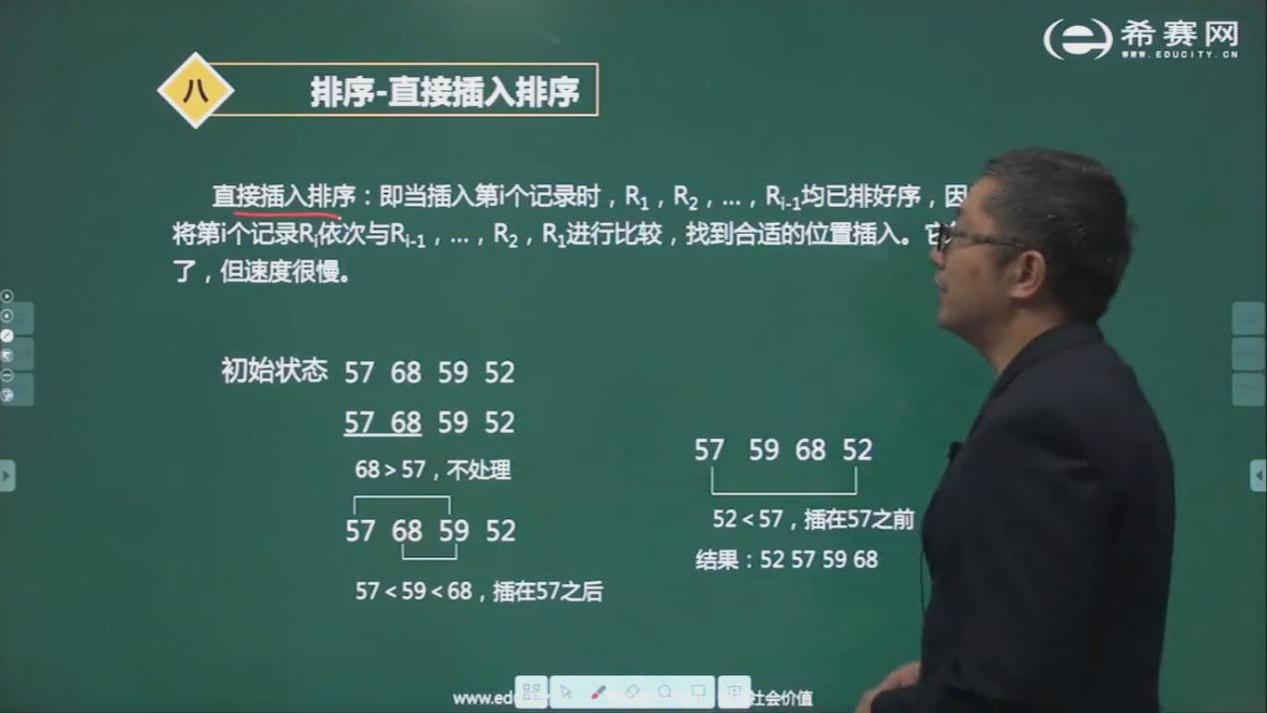 希赛网
WWW.EDUCITY.CN
八
排序-直接插入排序
直接插入排序：即当插入第i个记录时，R1，R2，…，Ri-1均已排好序，因
将第i个记录Ri依次与Ri-1，…，R2，R1进行比较，找到合适的位置插入。它
了，但速度很慢。
初始状态 57 68 59 52
57 68 59 52
68＞57，不处理
57 68 59 52
57＜59＜68，插在57之后
57 59 68 52
52＜57，插在57之前
结果：52 57 59 68
www.edu 社会价值